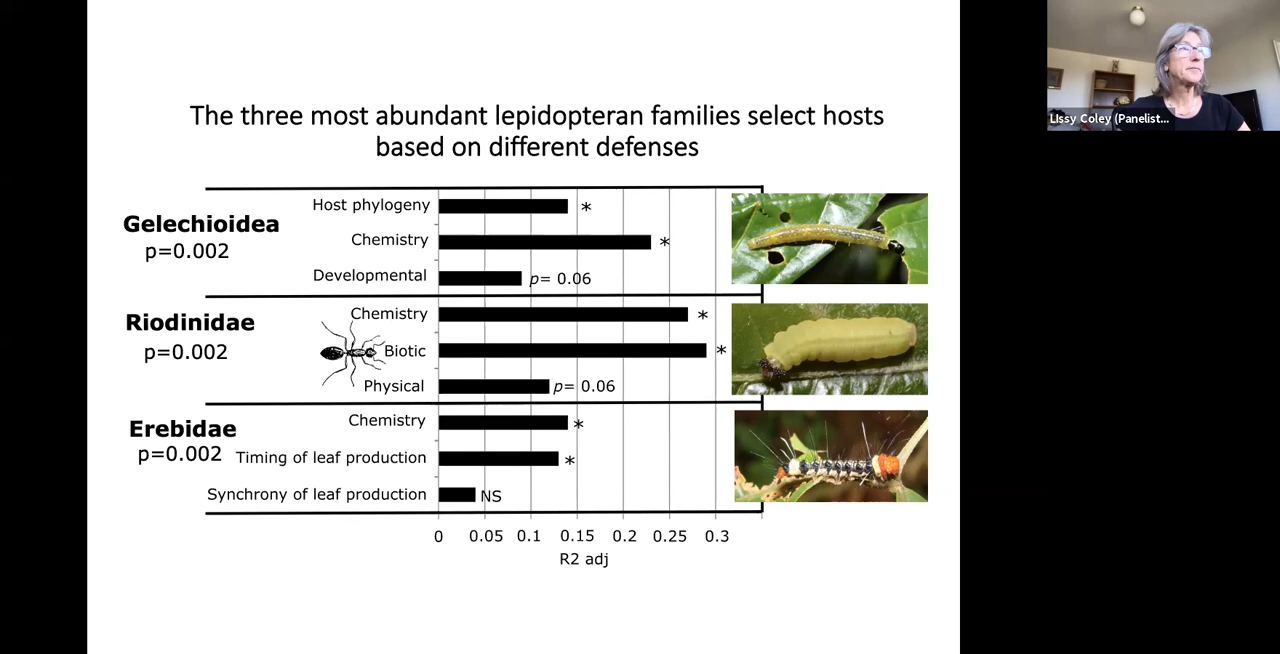 The three most abundant lepidopteran families select hosts
based on different defenses
Gelechioidea
p=0.002
Host phylogeny
*
Chemistry
*
Developmental
p= 0.06
Riodinidae
p=0.002
Chemistry
*
Biotic
*
Physical
p= 0.06
Erebidae
p=0.002
Chemistry
*
Timing of leaf production
*
Synchrony of leaf production
NS
0 0.05 0.1 0.15 0.2 0.25 0.3
R2 adj
LIssy Coley (Panelist...